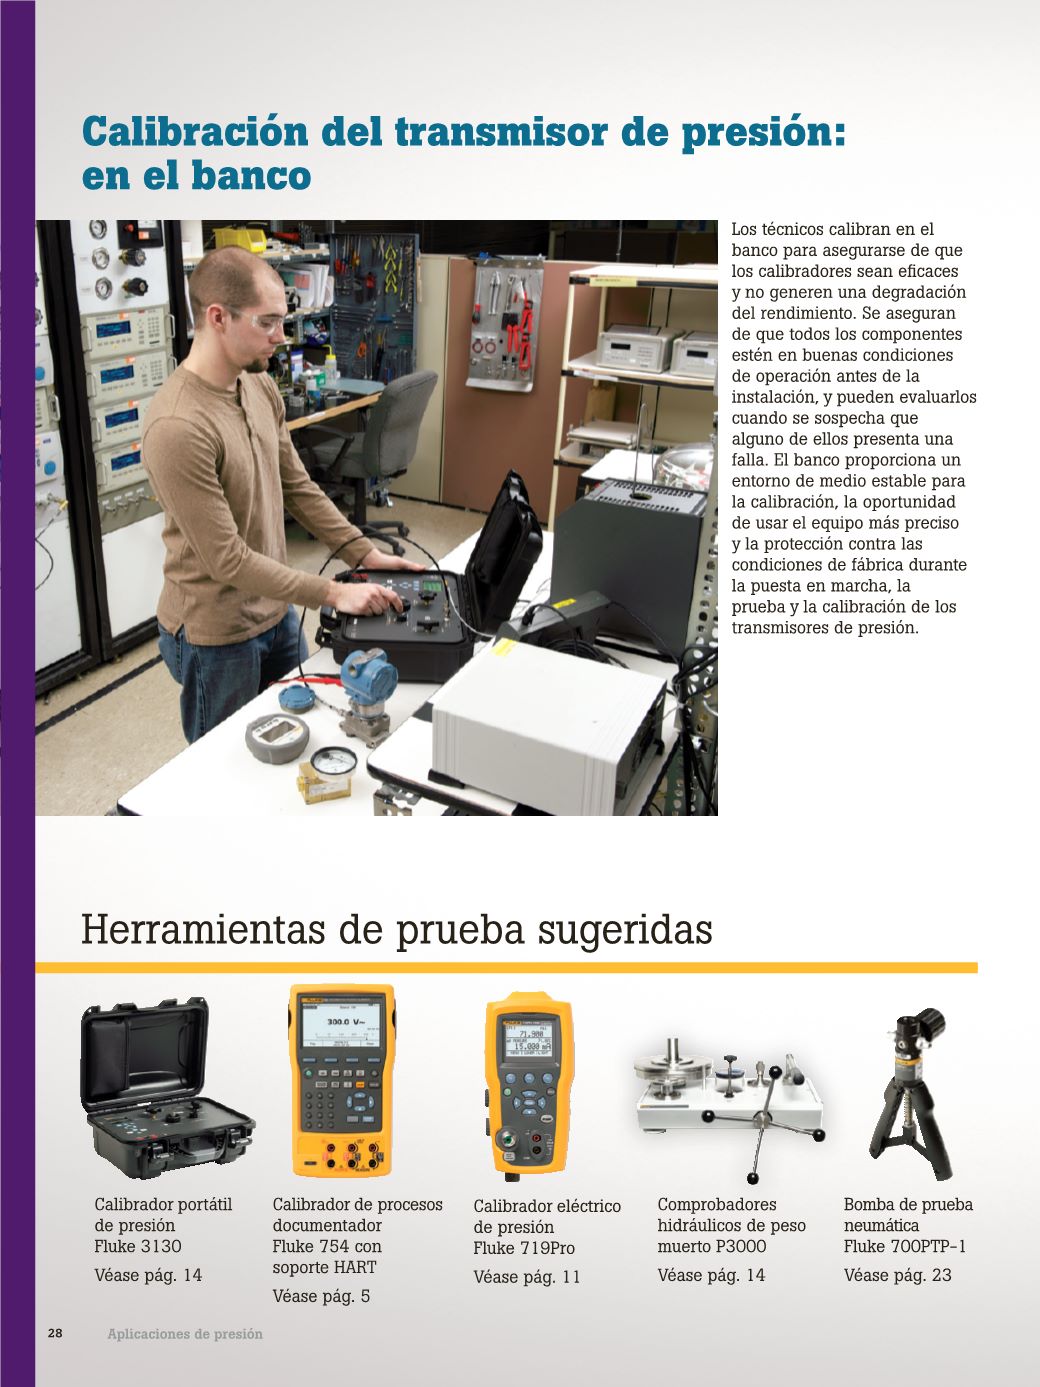 Calibración del transmisor de presión:
en el banco
Los técnicos calibran en el
banco para asegurarse de que
los calibradores sean eficaces
y no generen una degradación
del rendimiento. Se aseguran
de que todos los componentes
estén en buenas condiciones
de operación antes de la
instalación, y pueden evaluarlos
cuando se sospecha que
alguno de ellos presenta una
falla. El banco proporciona un
entorno de medio estable para
la calibración, la oportunidad
de usar el equipo más preciso
y la protección contra las
condiciones de fábrica durante
la puesta en marcha, la
prueba y la calibración de los
transmisores de presión.
Herramientas de prueba sugeridas
300.0 V
71.900
15.000 mA
Calibrador portátil
de presión
Fluke 3130
Véase pág. 14
Calibrador de procesos
documentador
Fluke 754 con
soporte HART
Véase pág. 5
Calibrador eléctrico
de presión
Fluke 719Pro
Véase pág. 11
Comprobadores
hidráulicos de peso
muerto P3000
Véase pág. 14
Bomba de prueba
neumática
Fluke 700PTP-1
Véase pág. 23
28 Aplicaciones de presión